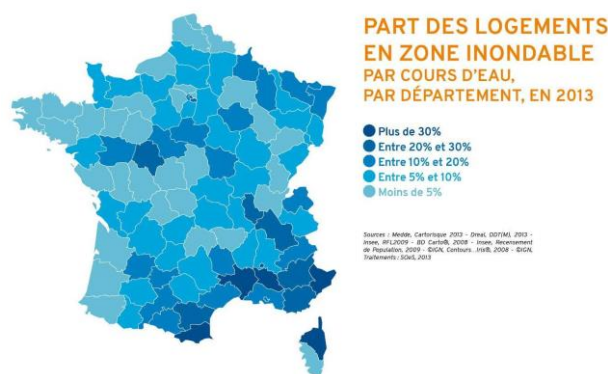 PART DES LOGEMENTS
EN ZONE INONDABLE
PAR COURS D'EAU,
PAR DÉPARTEMENT, EN 2013
Plus de 30%
Entre 20% et 30%
Entre 10% et 20%
Entre 5% et 10%
Moins de 5%
Sources : Medde, Cartorisque 2013 - Dreal, DDT(M), 2013 -
Insee, RFL2009 - BD Carto®, 2008 - Insee, Recensement
de Population, 2009 - ©IGN, Contours...Iris®, 2008 - ©IGN,
Traitements : SOeS, 2013